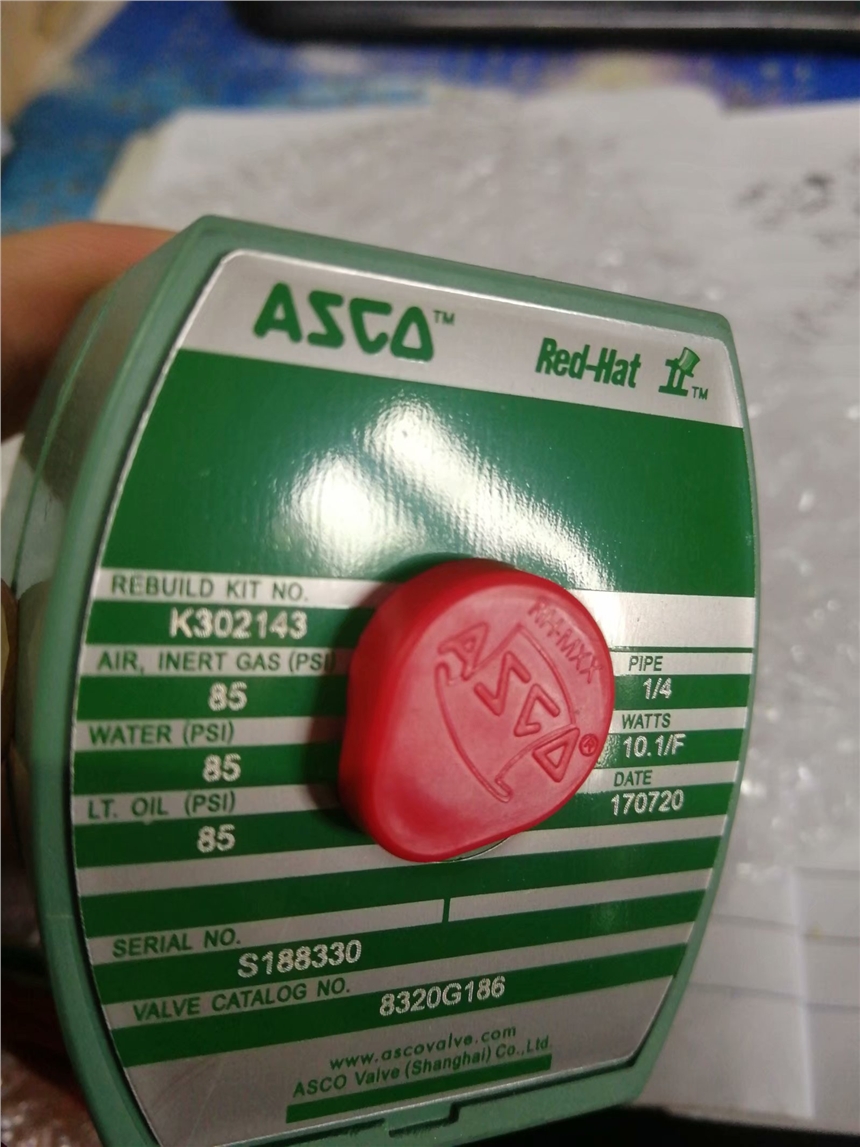 ASCO™
Red-Hat II™
REBUILD KIT NO.
K302143
AIR, INERT GAS (PSI
85
WATER (PSI)
85
LT. OIL (PSI)
85
PIPE
1/4
WATTS
10.1/F
DATE
170720
ASCO®
SERIAL NO.
S188330
VALVE CATALOG NO.
8320G186
www.ascovalve.com
ASCO Valve (Shanghai) Co.,Ltd.